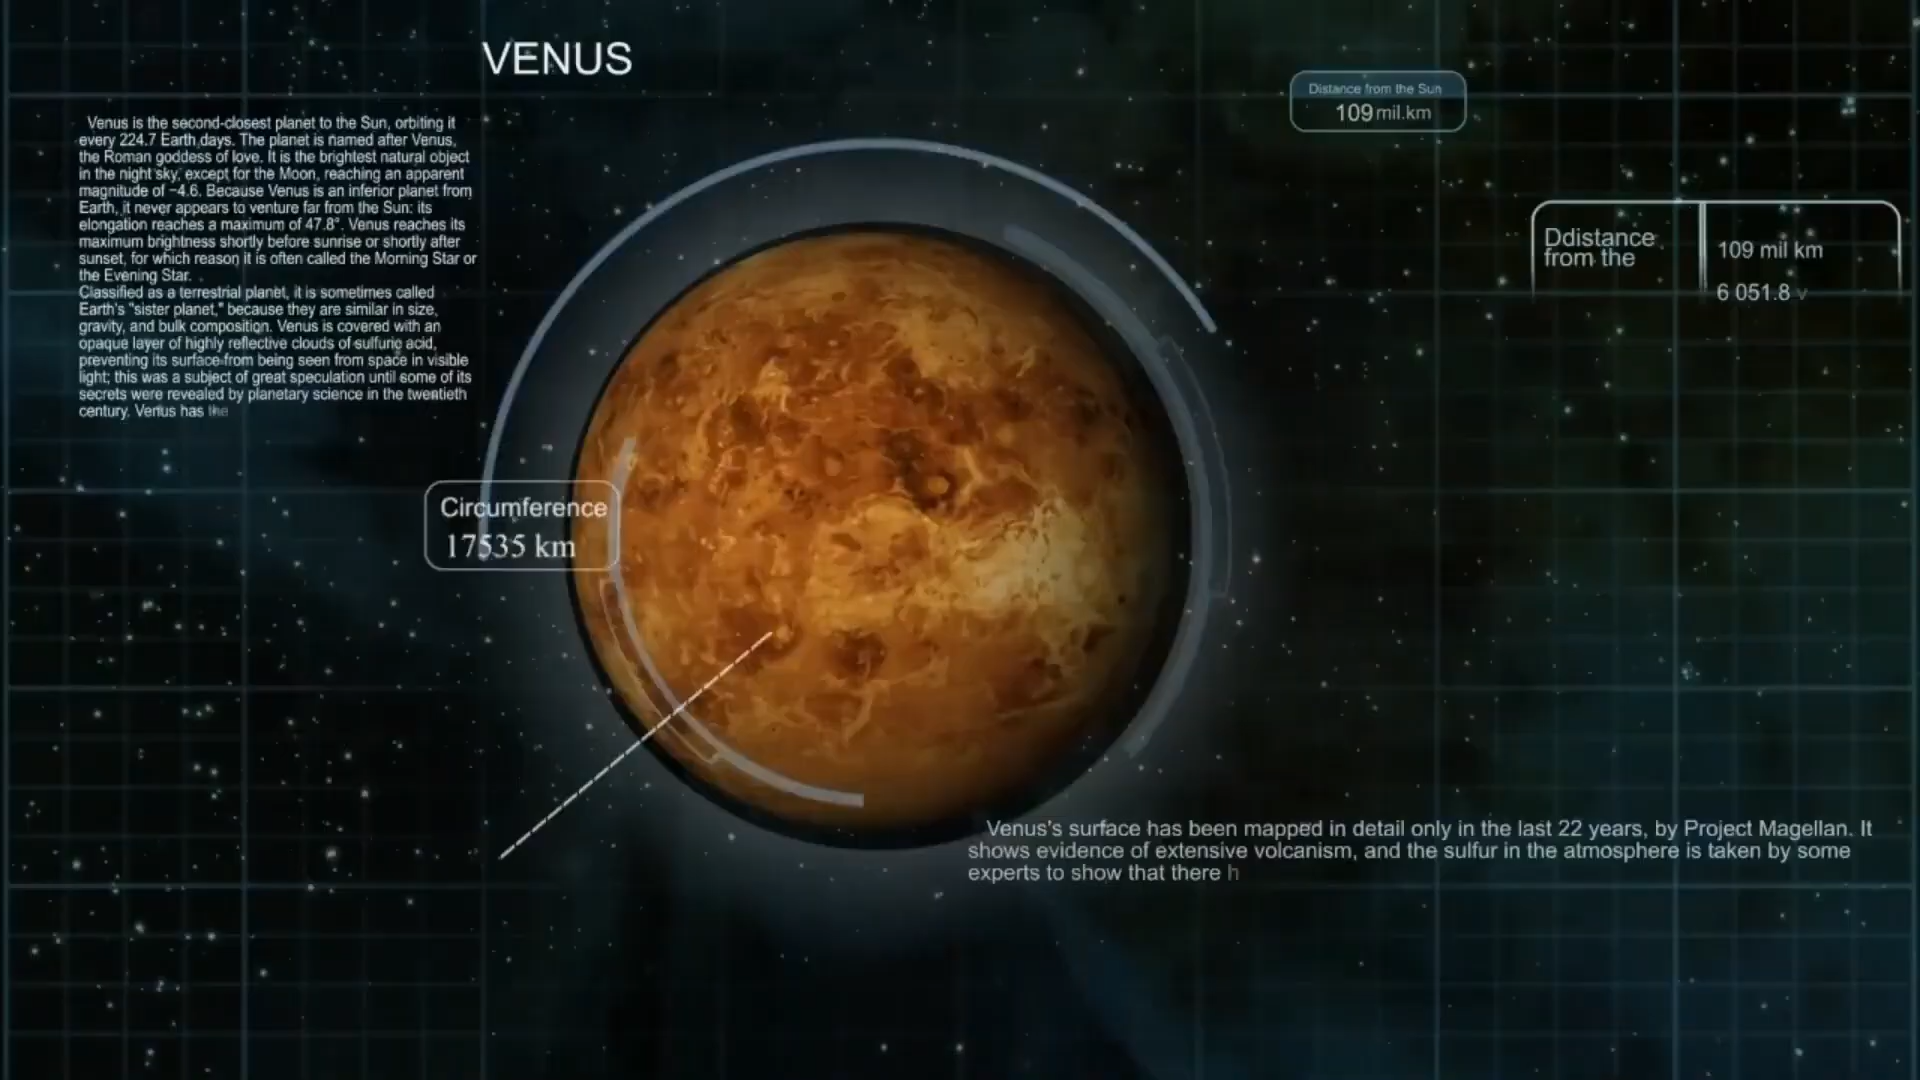 VENUS
Distance from the Sun
109 mil.km
Venus is the second-closest planet to the Sun, orbiting it
every 224.7 Earth days. The planet is named after Venus,
the Roman goddess of love. It is the brightest natural object
in the night sky, except for the Moon, reaching an apparent
magnitude of −4.6. Because Venus is an inferior planet from
Earth, it never appears to venture far from the Sun: its
elongation reaches a maximum of 47.8°. Venus reaches its
maximum brightness shortly before sunrise or shortly after
sunset, for which reason it is often called the Morning Star or
the Evening Star.
Classified as a terrestrial planet, it is sometimes called
Earth's "sister planet," because they are similar in size,
gravity, and bulk composition. Venus is covered with an
opaque layer of highly reflective clouds of sulfuric acid,
preventing its surface from being seen from space in visible
light; this was a subject of great speculation until some of its
secrets were revealed by planetary science in the twentieth
century. Venus has the
Ddistance
from the
109 mil km
6 051.8 v
Circumference
17535 km
Venus's surface has been mapped in detail only in the last 22 years, by Project Magellan. It
shows evidence of extensive volcanism, and the sulfur in the atmosphere is taken by some
experts to show that there h